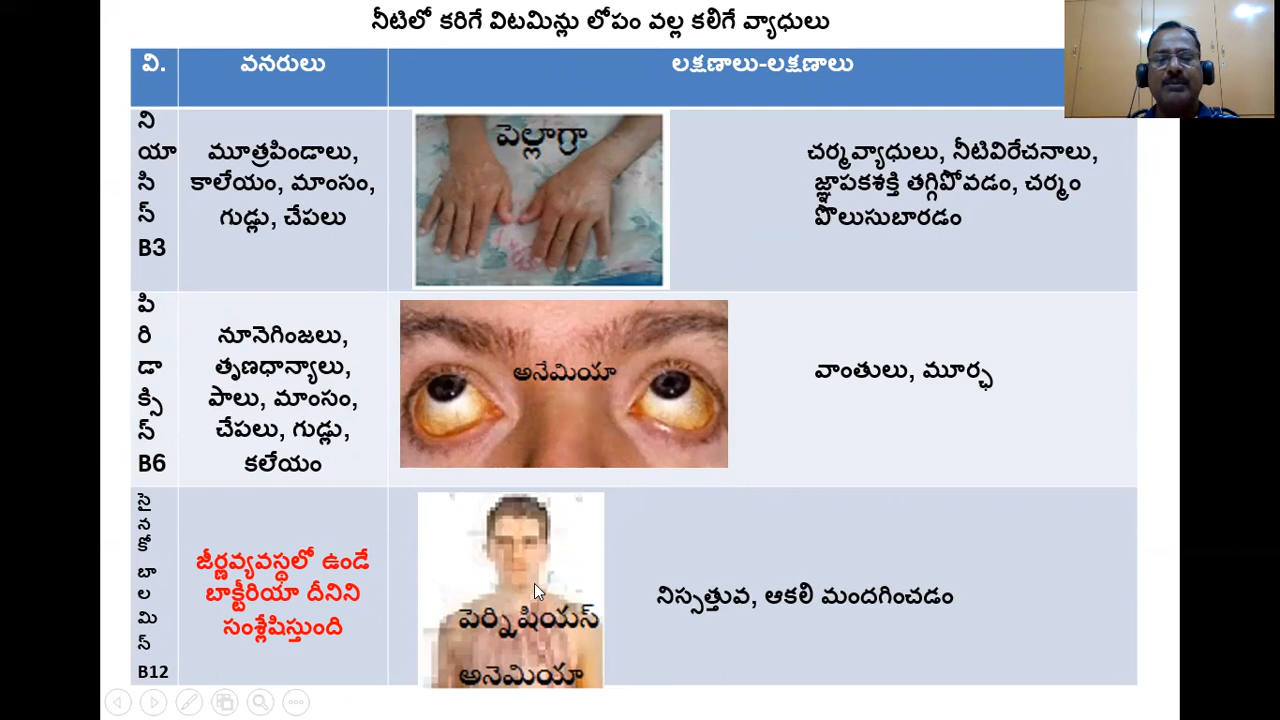 నీటిలో కరిగే విటమిన్లు లోపం వల్ల కలిగే వ్యాధులు
వి.
వనరులు
లక్షణాలు-లక్షణాలు
ని
యా
సి
న్
B3
మూత్రపిండాలు,
కాలేయం, మాంసం,
గుడ్లు, చేపలు
పెల్లాగ్రా
చర్మవ్యాధులు, నీటివిరేచనాలు,
జ్ఞాపకశక్తి తగ్గిపోవడం, చర్మం
పొలుసుబారడం
పి
రి
డా
క్సి
న్
B6
నూనెగింజలు,
తృణధాన్యాలు,
పాలు, మాంసం,
చేపలు, గుడ్లు,
కలేయం
అనేమియా
వాంతులు, మూర్ఛ
సై
న
కో
బా
ల
మి
న్
B12
జీర్ణవ్యవస్థలో ఉండే
బాక్టీరియా దీనిని
సంశ్లేషిస్తుంది
పెర్నిషియస్
అనెమియా
నిస్సత్తువ, ఆకలి మందగించడం